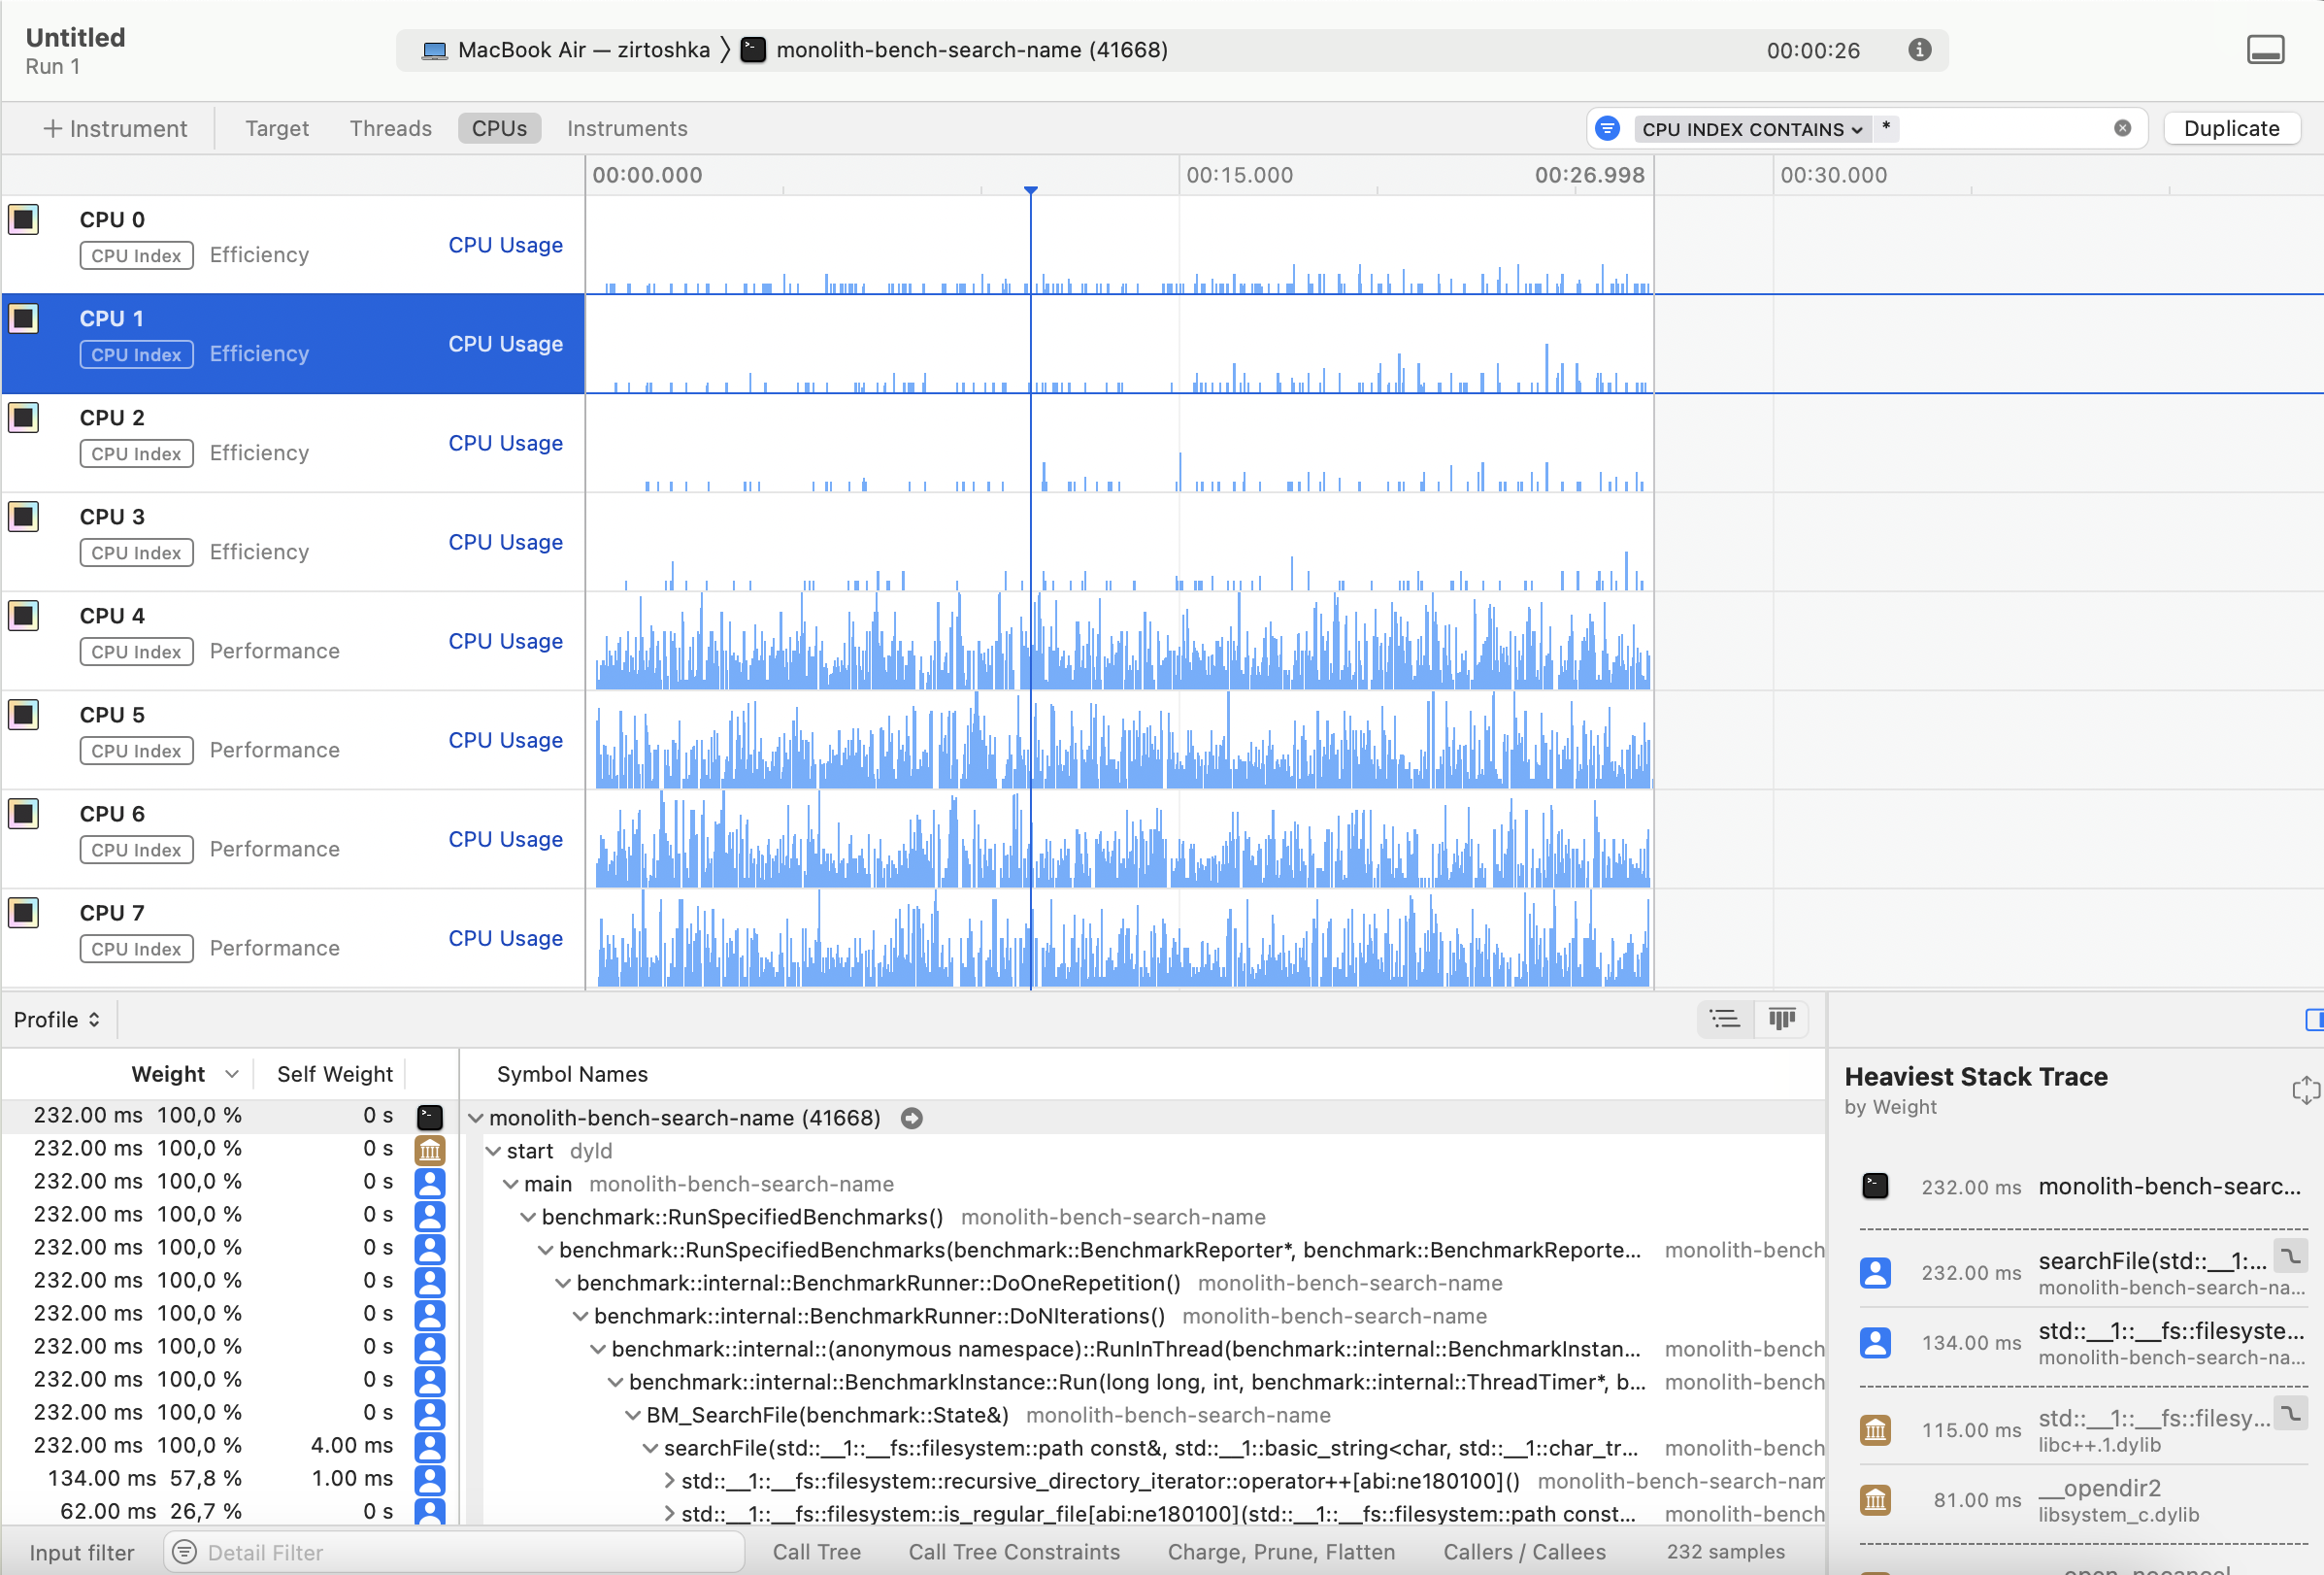 Untitled
Run 1
MacBook Air — zirtoshka
monolith-bench-search-name (41668)
00:00:26
+ Instrument
Target
Threads
CPUs
Instruments
CPU INDEX CONTAINS
*
Duplicate
00:00.000
00:15.000
00:26.998
00:30.000
CPU 0
CPU Index Efficiency
CPU Usage
CPU 1
CPU Index Efficiency
CPU Usage
CPU 2
CPU Index Efficiency
CPU Usage
CPU 3
CPU Index Efficiency
CPU Usage
CPU 4
CPU Index Performance
CPU Usage
CPU 5
CPU Index Performance
CPU Usage
CPU 6
CPU Index Performance
CPU Usage
CPU 7
CPU Index Performance
CPU Usage
Profile
Weight Self Weight Symbol Names
232.00 ms 100,0 % 0 s monolith-bench-search-name (41668)
232.00 ms 100,0 % 0 s start dyld
232.00 ms 100,0 % 0 s main monolith-bench-search-name
232.00 ms 100,0 % 0 s benchmark::RunSpecifiedBenchmarks() monolith-bench-search-name
232.00 ms 100,0 % 0 s benchmark::RunSpecifiedBenchmarks(benchmark::BenchmarkReporter*, benchmark::BenchmarkReporte... monolith-bench
232.00 ms 100,0 % 0 s benchmark::internal::BenchmarkRunner::DoOneRepetition() monolith-bench-search-name
232.00 ms 100,0 % 0 s benchmark::internal::BenchmarkRunner::DoNIterations() monolith-bench-search-name
232.00 ms 100,0 % 0 s benchmark::internal::(anonymous namespace)::RunInThread(benchmark::internal::BenchmarkInstan... monolith-bench
232.00 ms 100,0 % 0 s benchmark::internal::BenchmarkInstance::Run(long long, int, benchmark::internal::ThreadTimer*, b... monolith-bench
232.00 ms 100,0 % 0 s BM_SearchFile(benchmark::State&) monolith-bench-search-name
232.00 ms 100,0 % 4.00 ms searchFile(std::__1::__fs::filesystem::path const&, std::__1::basic_string<char, std::__1::char_tr... monolith-bench
134.00 ms 57,8 % 1.00 ms std::__1::__fs::filesystem::recursive_directory_iterator::operator++[abi:ne180100]() monolith-bench-search-nam
62.00 ms 26,7 % 0 s std::__1::__fs::filesystem::is_regular_file[abi:ne180100](std::__1::__fs::filesystem::path const... monolith-bench
Heaviest Stack Trace
by Weight
232.00 ms monolith-bench-searc...
232.00 ms searchFile(std::__1:...
monolith-bench-search-na...
134.00 ms std::__1::__fs::filesyste...
monolith-bench-search-na...
115.00 ms std::__1::__fs::filesy...
libc++.1.dylib
81.00 ms __opendir2
libsystem_c.dylib
Input filter
Detail Filter
Call Tree
Call Tree Constraints
Charge, Prune, Flatten
Callers / Callees
232 samples